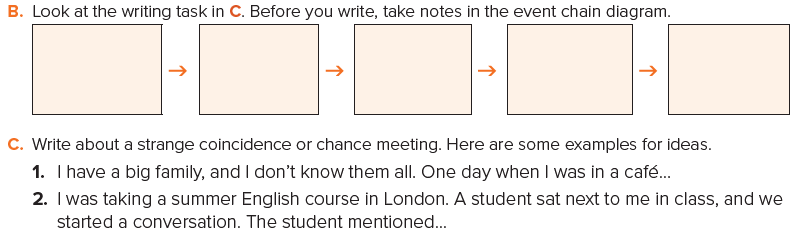 B. Look at the writing task in C. Before you write, take notes in the event chain diagram.
C. Write about a strange coincidence or chance meeting. Here are some examples for ideas.
1. I have a big family, and I don't know them all. One day when I was in a café...
2. I was taking a summer English course in London. A student sat next to me in class, and we
started a conversation. The student mentioned...